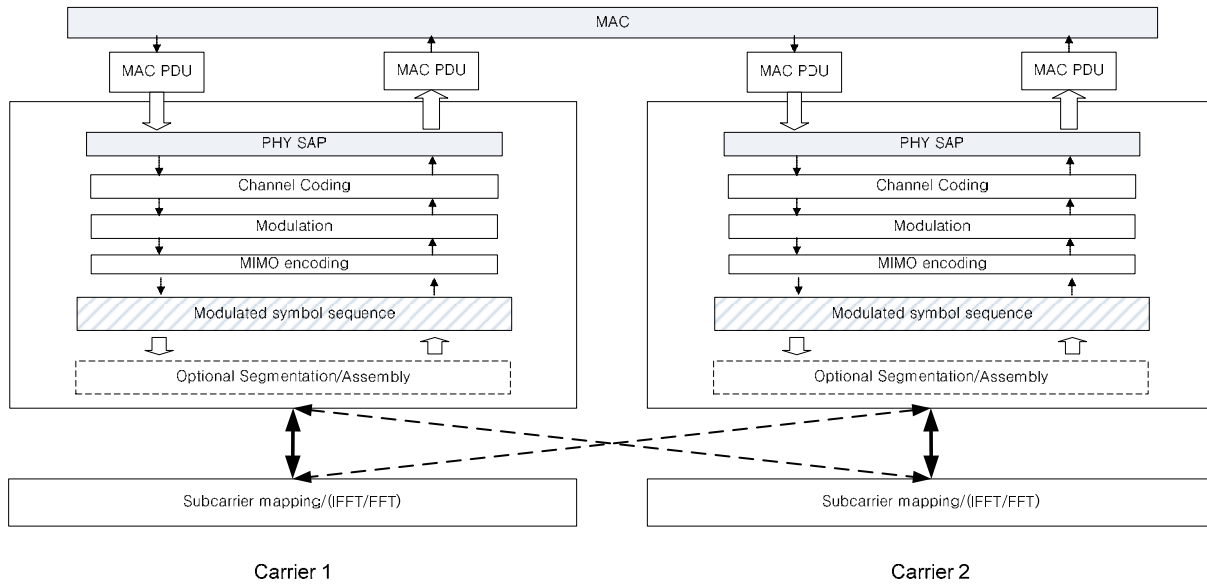 MAC
MAC PDU MAC PDU MAC PDU MAC PDU
PHY SAP PHY SAP
Channel Coding Channel Coding
Modulation Modulation
MIMO encoding MIMO encoding
Modulated symbol sequence Modulated symbol sequence
Optional Segmentation/Assembly Optional Segmentation/Assembly
Subcarrier mapping/(IFFT/FFT) Subcarrier mapping/(IFFT/FFT)
Carrier 1 Carrier 2